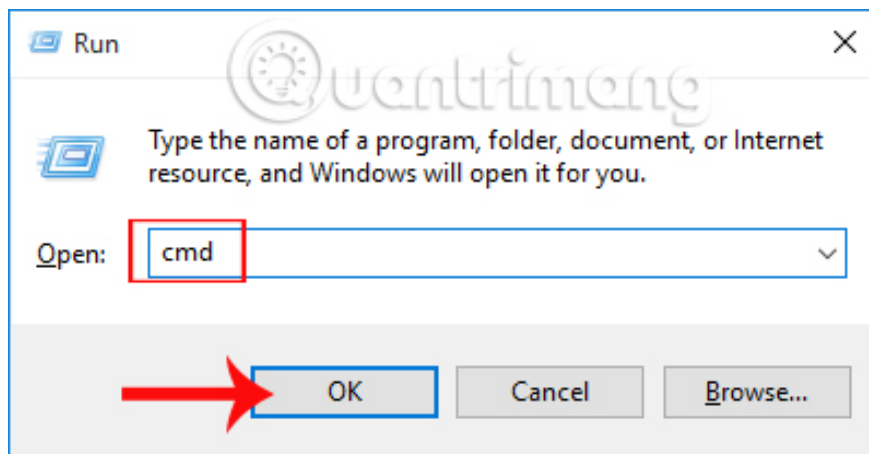 Run
Quantrimang
Type the name of a program, folder, document, or Internet
resource, and Windows will open it for you.
Open: cmd
OK Cancel Browse...